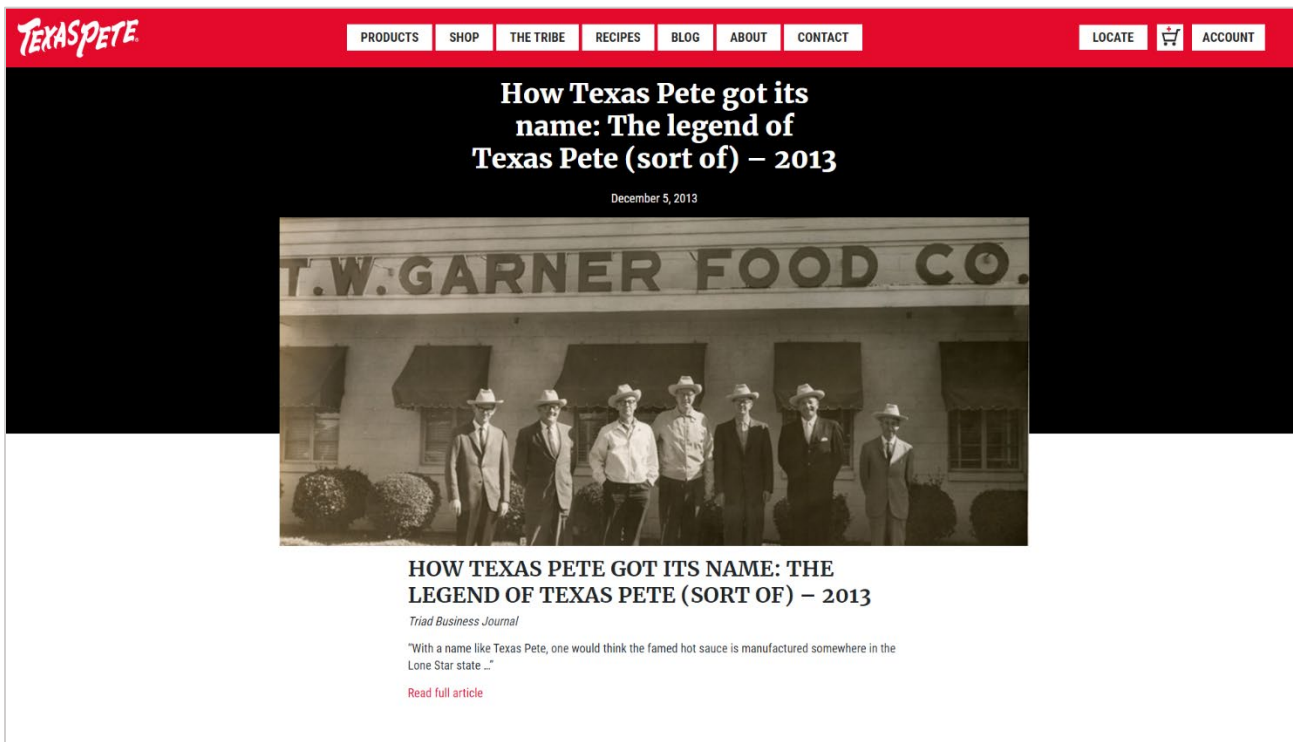 TEXAS PETE
PRODUCTS
SHOP
THE TRIBE
RECIPES
BLOG
ABOUT
CONTACT
LOCATE
ACCOUNT
How Texas Pete got its
name: The legend of
Texas Pete (sort of) – 2013
December 5, 2013
T.W. GARNER FOOD CO.
HOW TEXAS PETE GOT ITS NAME: THE
LEGEND OF TEXAS PETE (SORT OF) – 2013
Triad Business Journal
“With a name like Texas Pete, one would think the famed hot sauce is manufactured somewhere in the
Lone Star state …”
Read full article